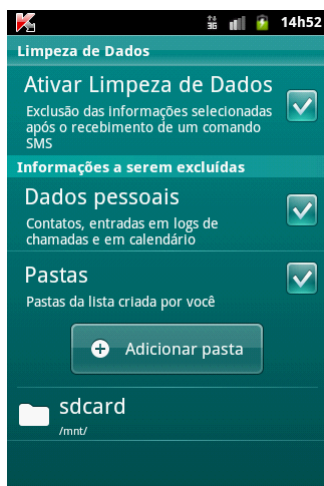 3G 14h52
Limpeza de Dados
Ativar Limpeza de Dados
Exclusão das informações selecionadas
após o recebimento de um comando
SMS
Informações a serem excluídas
Dados pessoais
Contatos, entradas em logs de
chamadas e em calendário
Pastas
Pastas da lista criada por você
Adicionar pasta
sdcard
/mnt/